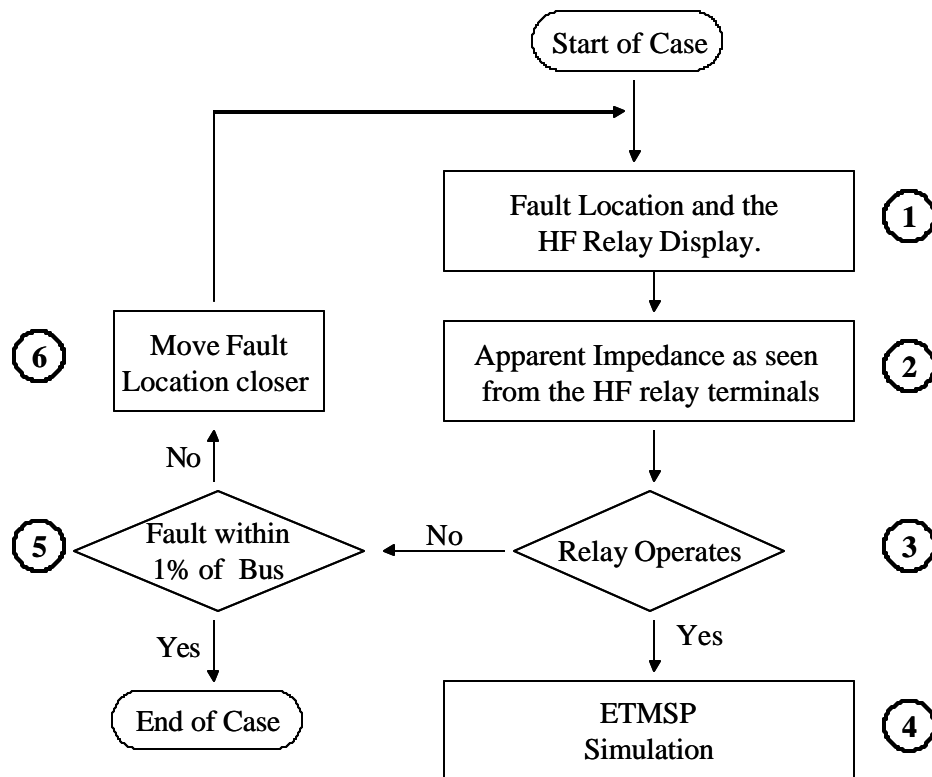 Start of Case
Fault Location and the
HF Relay Display.
1
Apparent Impedance as seen
from the HF relay terminals
2
Relay Operates
3
Yes
No
ETMSP
Simulation
4
Fault within
1% of Bus
5
No
Yes
Move Fault
Location closer
6
End of Case